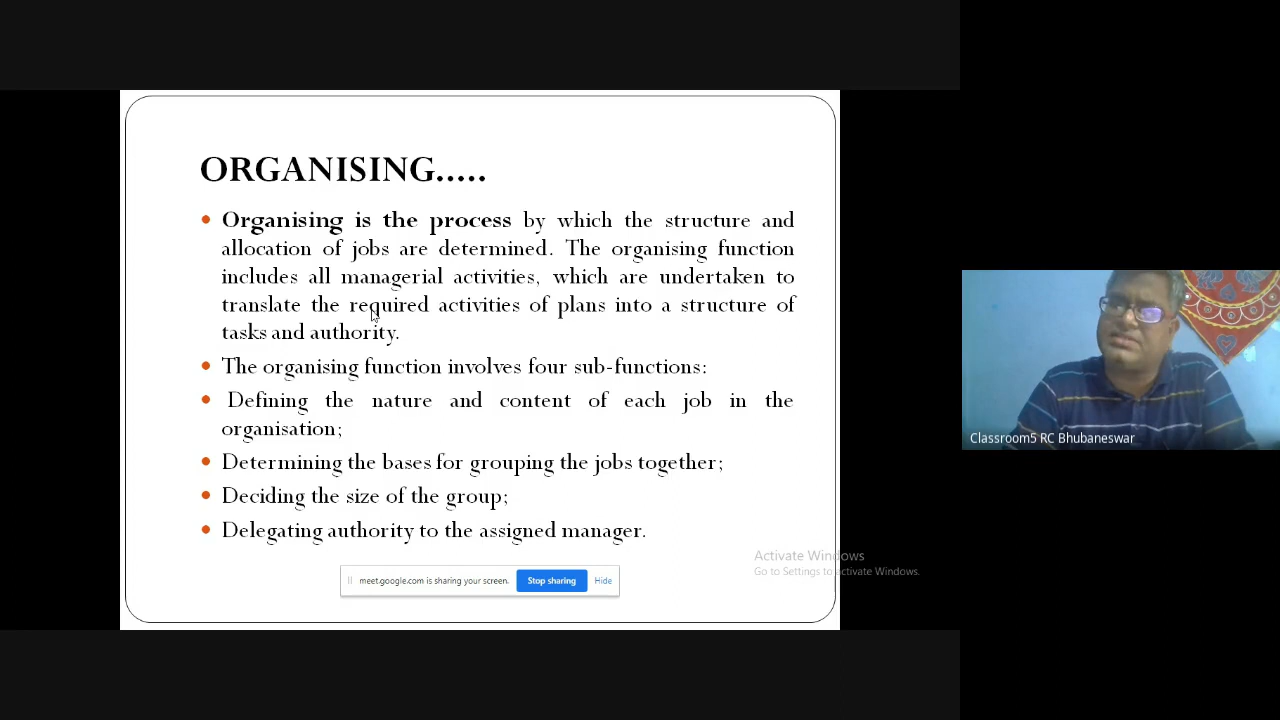 ORGANISING.....
Organising is the process by which the structure and
allocation of jobs are determined. The organising function
includes all managerial activities, which are undertaken to
translate the required activities of plans into a structure of
tasks and authority.
The organising function involves four sub-functions:
Defining the nature and content of each job in the
organisation;
Determining the bases for grouping the jobs together;
Deciding the size of the group;
Delegating authority to the assigned manager.
Activate Windows
Go to Settings to activate Windows.
meet.google.com is sharing your screen. Stop sharing Hide
Classroom5 RC Bhubaneswar